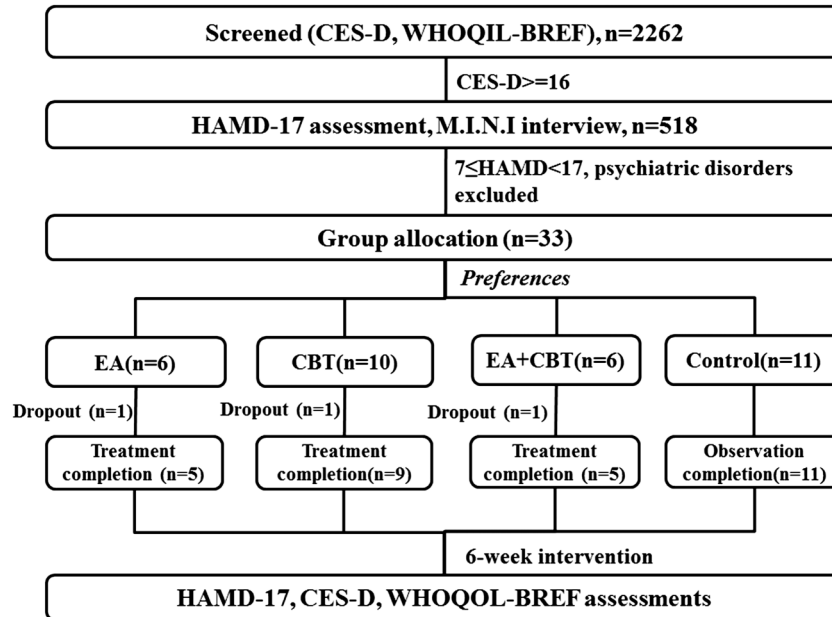 Screened (CES-D, WHOQIL-BREF), n=2262
CES-D>=16
HAMD-17 assessment, M.I.N.I interview, n=518
7≤HAMD<17, psychiatric disorders
excluded
Group allocation (n=33)
Preferences
EA(n=6)
CBT(n=10)
EA+CBT(n=6)
Control(n=11)
Dropout (n=1)
Dropout (n=1)
Dropout (n=1)
Treatment
completion (n=5)
Treatment
completion(n=9)
Treatment
completion(n=5)
Observation
completion(n=11)
6-week intervention
HAMD-17, CES-D, WHOQOL-BREF assessments